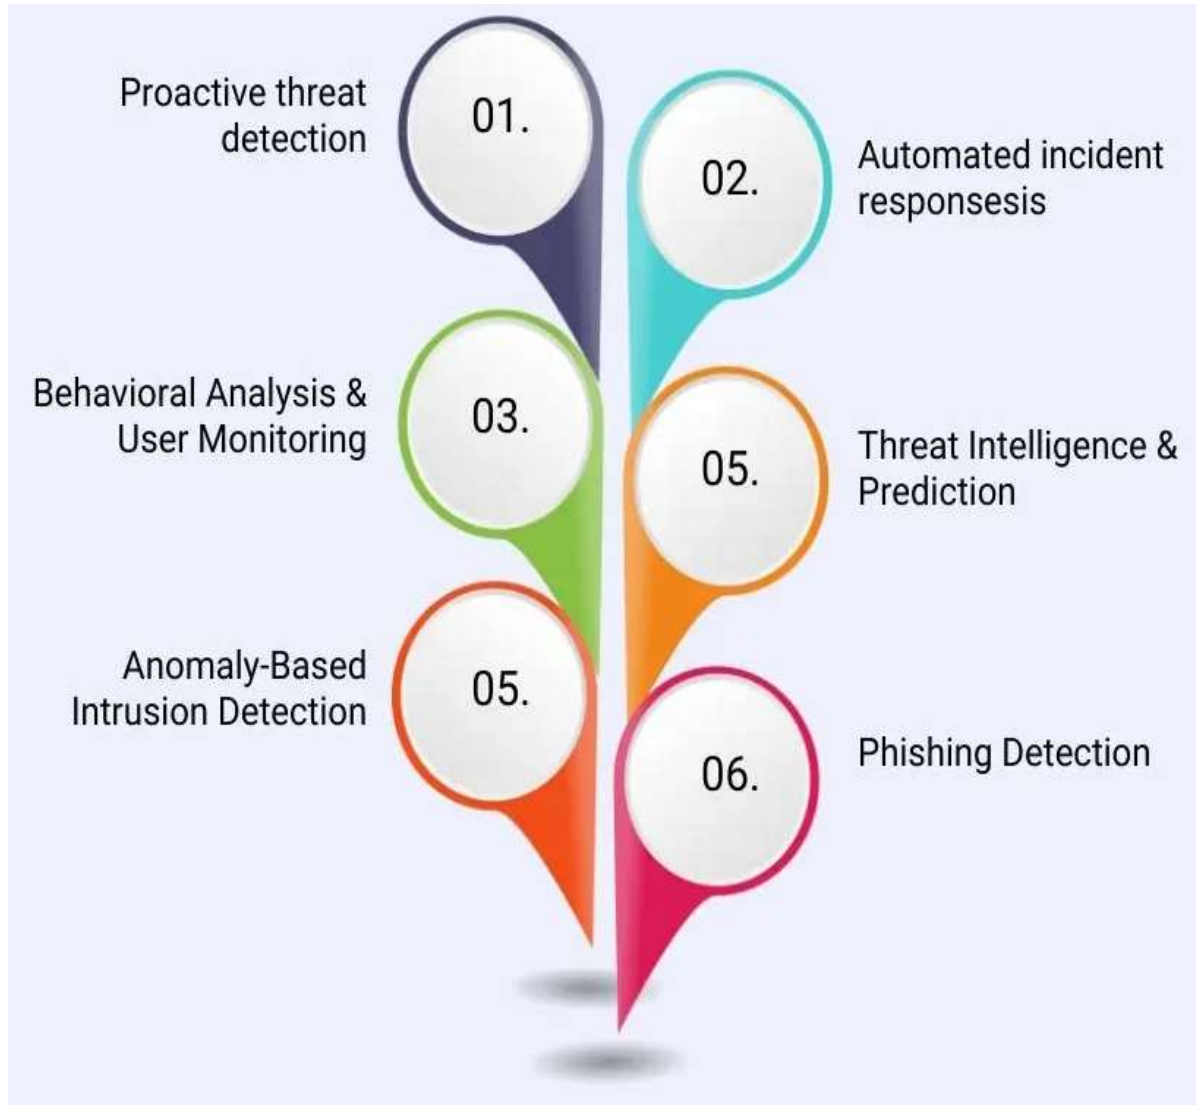 01.
Proactive threat
detection
02.
Automated incident
responsesis
03.
Behavioral Analysis &
User Monitoring
05.
Threat Intelligence &
Prediction
05.
Anomaly-Based
Intrusion Detection
06.
Phishing Detection